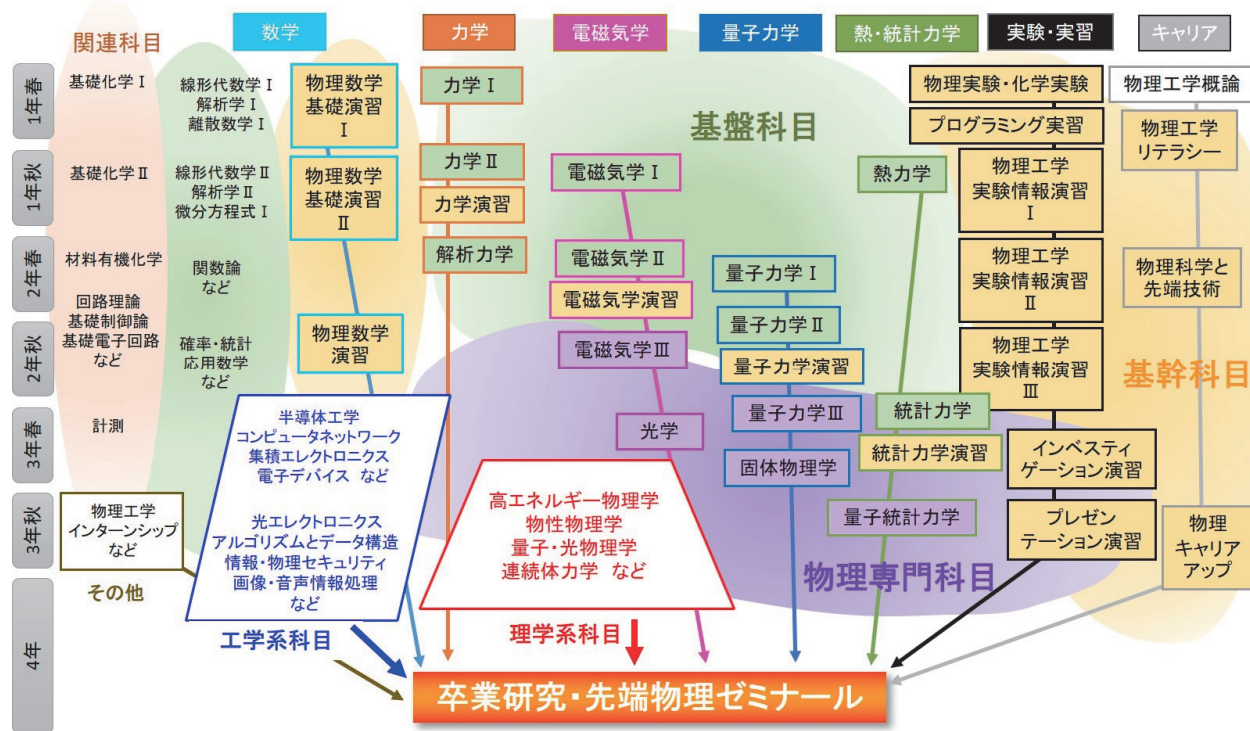 関連科目
数学
力学
電磁気学
量子力学
熱・統計力学
実験・実習
キャリア
1年春
基礎化学Ⅰ
線形代数学Ⅰ
解析学Ⅰ
離散数学Ⅰ
物理数学
基礎演習
Ⅰ
力学Ⅰ
基盤科目
物理実験・化学実験
プログラミング実習
物理工学概論
物理工学
リテラシー
1年秋
基礎化学Ⅱ
線形代数学Ⅱ
解析学Ⅱ
微分方程式Ⅰ
物理数学
基礎演習
Ⅱ
力学Ⅱ
力学演習
電磁気学Ⅰ
熱力学
物理工学
実験情報演習
Ⅰ
2年春
材料有機化学
回路理論
基礎制御論
基礎電子回路
など
関数論
など
解析力学
電磁気学Ⅱ
電磁気学演習
量子力学Ⅰ
物理工学
実験情報演習
Ⅱ
物理科学と
先端技術
2年秋
確率・統計
応用数学
など
物理数学
演習
電磁気学Ⅲ
量子力学Ⅱ
量子力学演習
物理工学
実験情報演習
Ⅲ
基幹科目
3年春
計測
半導体工学
コンピュータネットワーク
集積エレクトロニクス
電子デバイス など
光学
量子力学Ⅲ
固体物理学
統計力学
統計力学演習
インベスティ
ゲーション演習
3年秋
物理工学
インターンシップ
など
その他
光エレクトロニクス
アルゴリズムとデータ構造
情報・物理セキュリティ
画像・音声情報処理
など
高エネルギー物理学
物性物理学
量子・光物理学
連続体力学 など
量子統計力学
プレゼン
テーション演習
物理
キャリア
アップ
物理専門科目
4年
工学系科目
理学系科目
卒業研究・先端物理ゼミナール